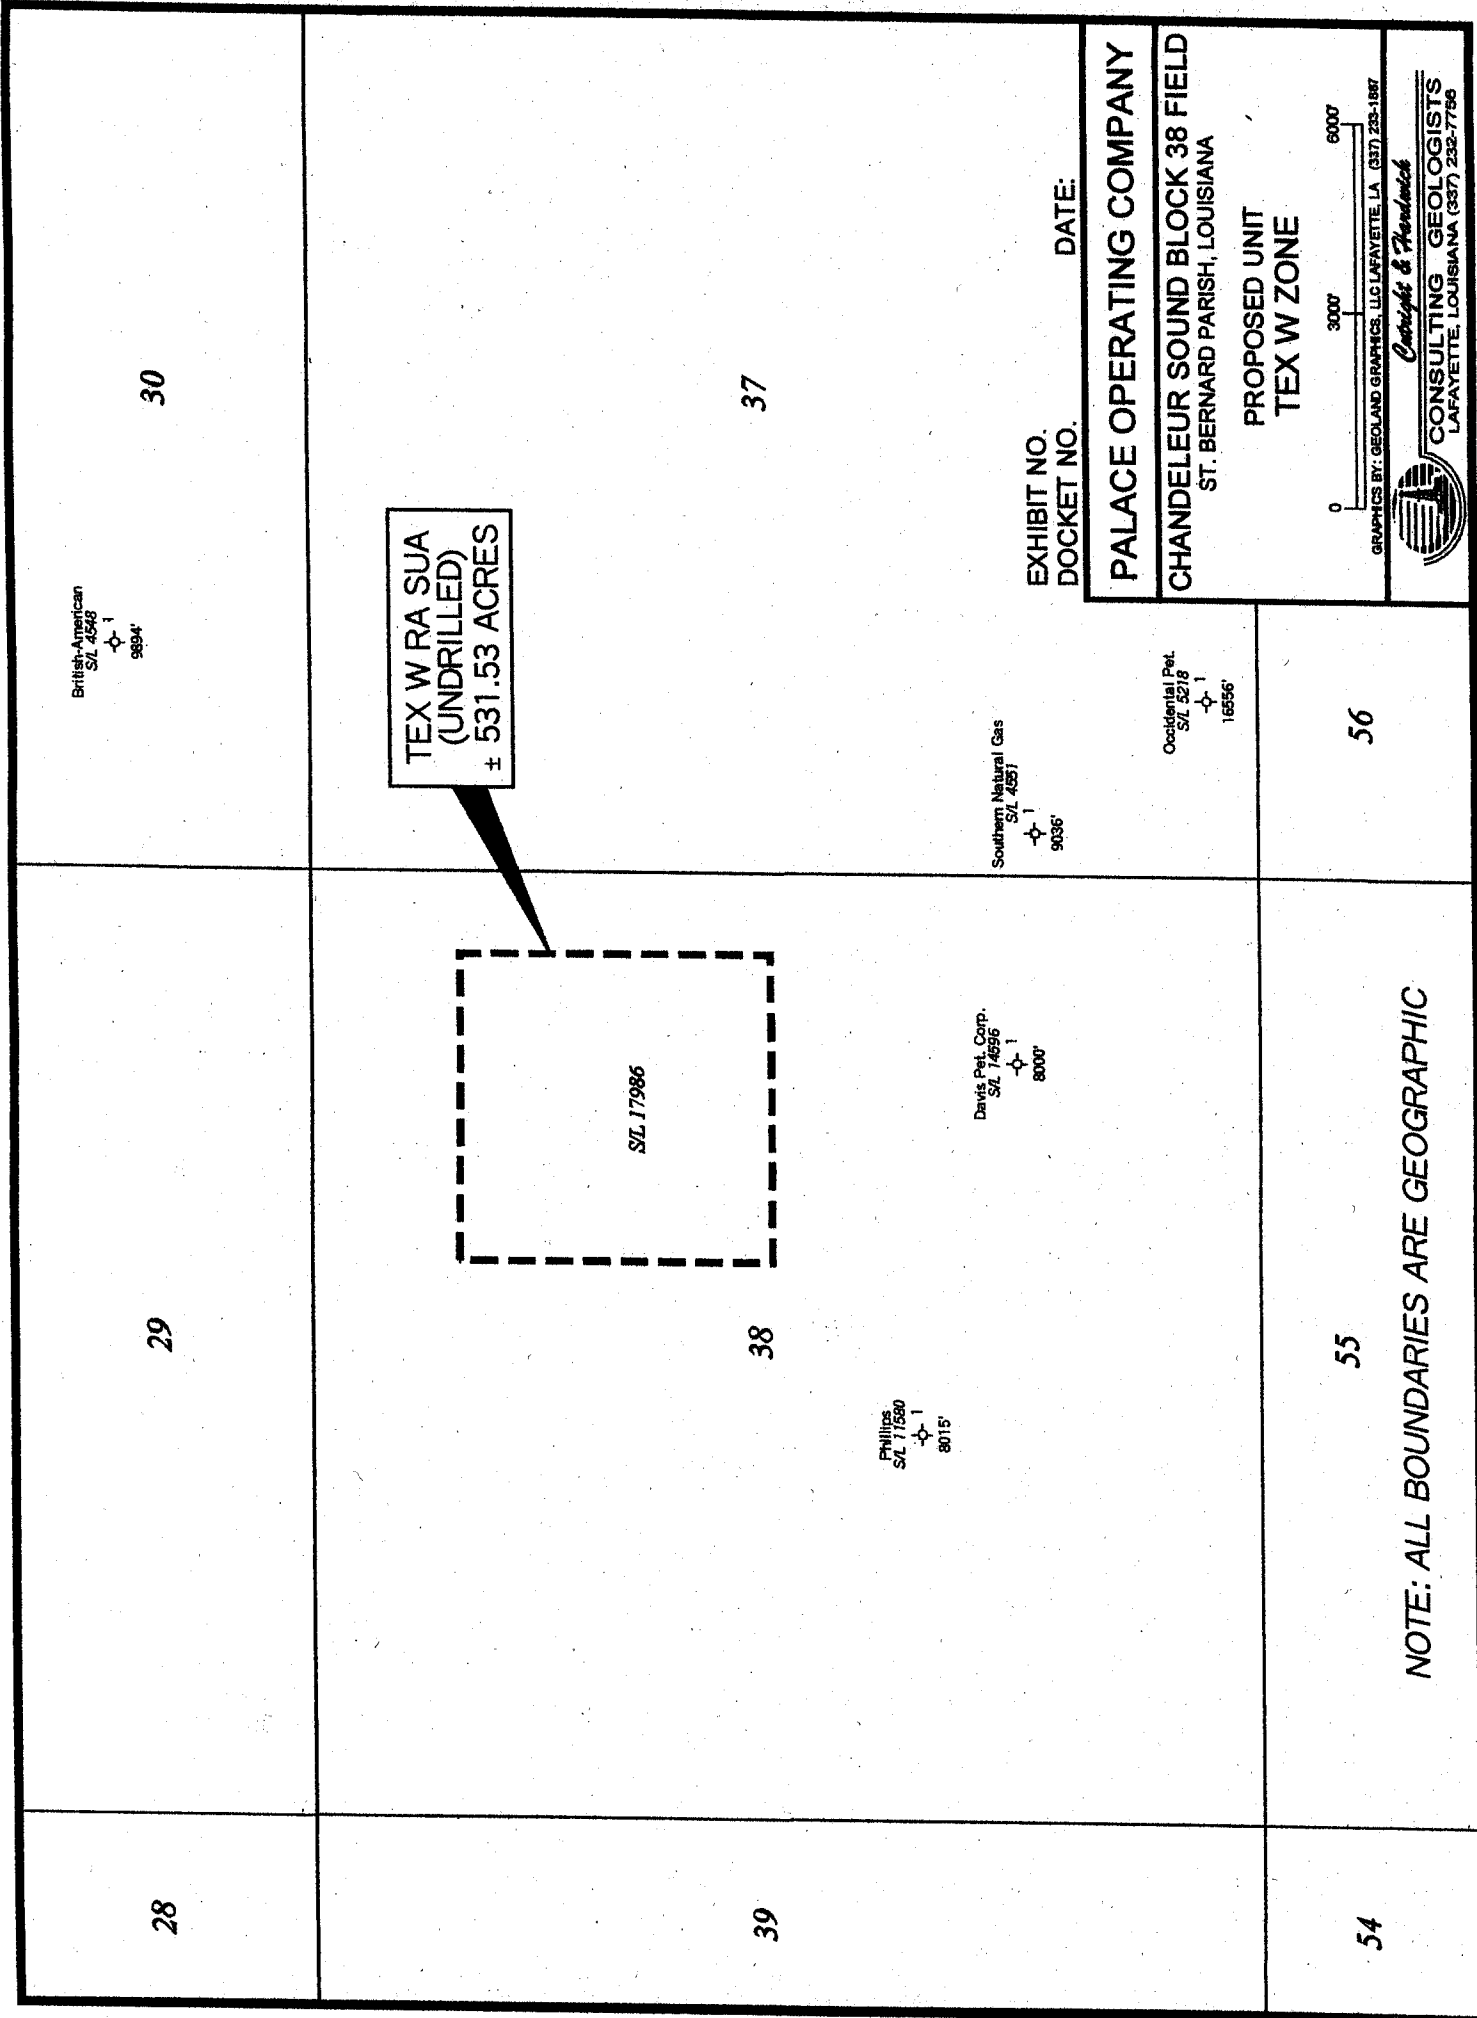 28
29
30
British-American
S/L 4548
1
9894'
TEX W RA SUA
(UNDRILLED)
± 531.53 ACRES
S/L 17986
39
38
37
Phillips
S/L 11580
1
8015'
Davis Pet. Corp.
S/L 14696
1
8000'
Southern Natural Gas
S/L 4551
1
9036'
Occidental Pet.
S/L 5218
1
16556'
54
55
56
NOTE: ALL BOUNDARIES ARE GEOGRAPHIC
EXHIBIT NO.
DOCKET NO. DATE:
PALACE OPERATING COMPANY
CHANDELEUR SOUND BLOCK 38 FIELD
ST. BERNARD PARISH, LOUISIANA
PROPOSED UNIT
TEX W ZONE
0 3000' 6000'
GRAPHICS BY: GEOLAND GRAPHICS, LLC LAFAYETTE, LA (337) 233-1887
& Hardwick
CONSULTING GEOLOGISTS
LAFAYETTE, LOUISIANA (337) 232-7756